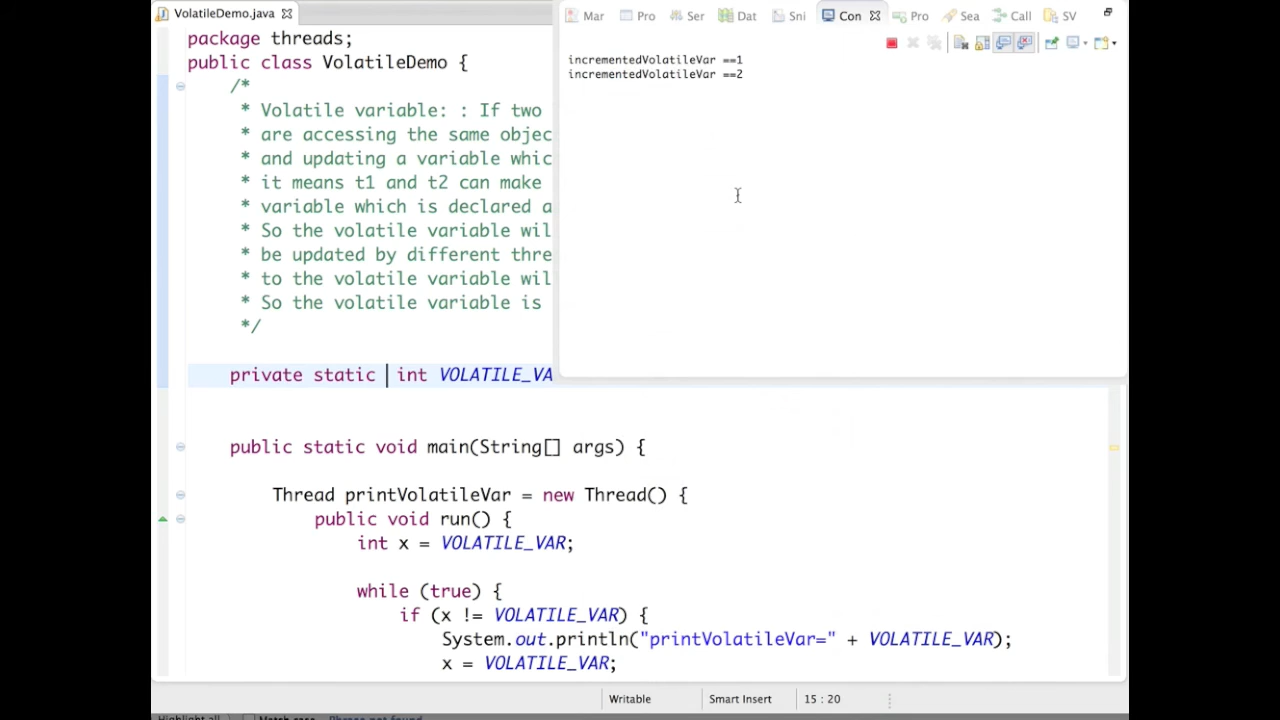 VolatileDemo.java
Mar Pro Ser Dat Sni Con Pro Sea Call SV
package threads;
public class VolatileDemo {
/*
* Volatile variable: : If two
* are accessing the same objec
* and updating a variable whic
* it means t1 and t2 can make
* variable which is declared a
* So the volatile variable wil
* be updated by different thre
* to the volatile variable wil
* So the volatile variable is
*/
private static int VOLATILE_VA
public static void main(String[] args) {
Thread printVolatileVar = new Thread() {
public void run() {
int x = VOLATILE_VAR;
while (true) {
if (x != VOLATILE_VAR) {
System.out.println("printVolatileVar=" + VOLATILE_VAR);
x = VOLATILE_VAR;
incrementedVolatileVar ==1
incrementedVolatileVar ==2
Writable Smart Insert 15 : 20
Highlight all Match case Phrase not found